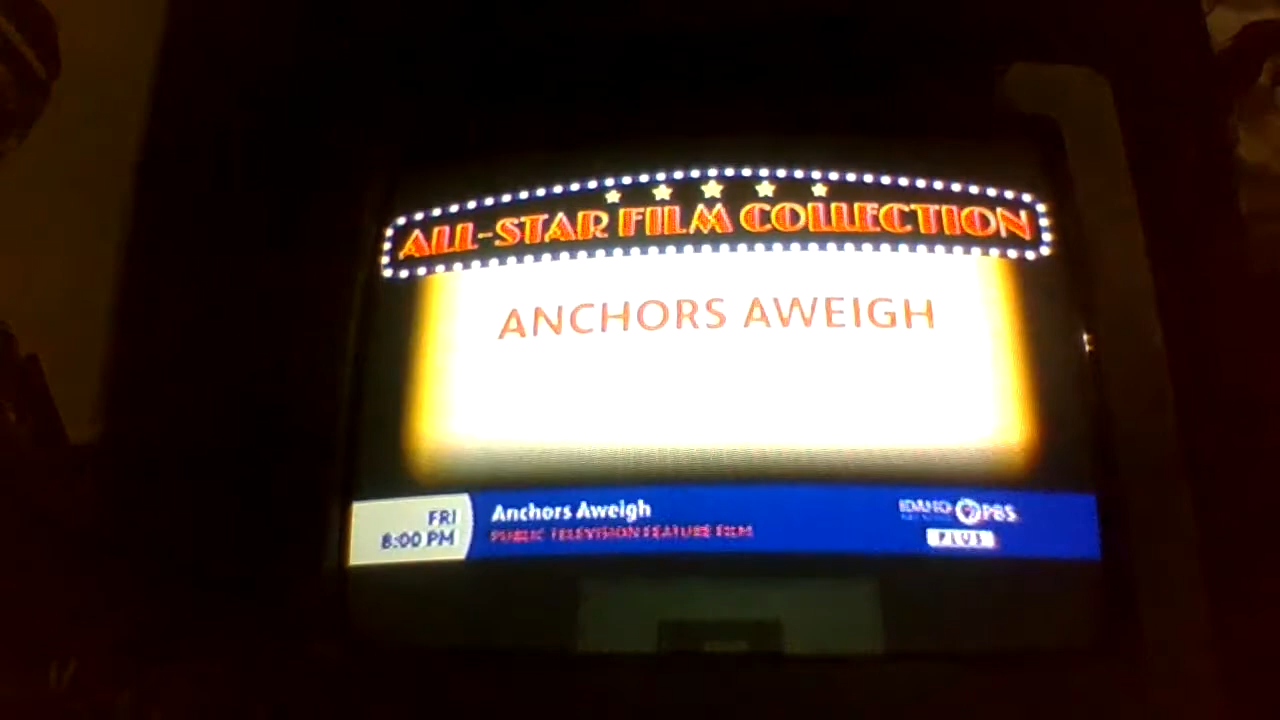 ALL-STAR FILM COLLECTION
ANCHORS AWEIGH
FRI
8:00 PM
Anchors Aweigh
PUBLIC TELEVISION FEATURE FILM
IDAHO PBS
PLUS